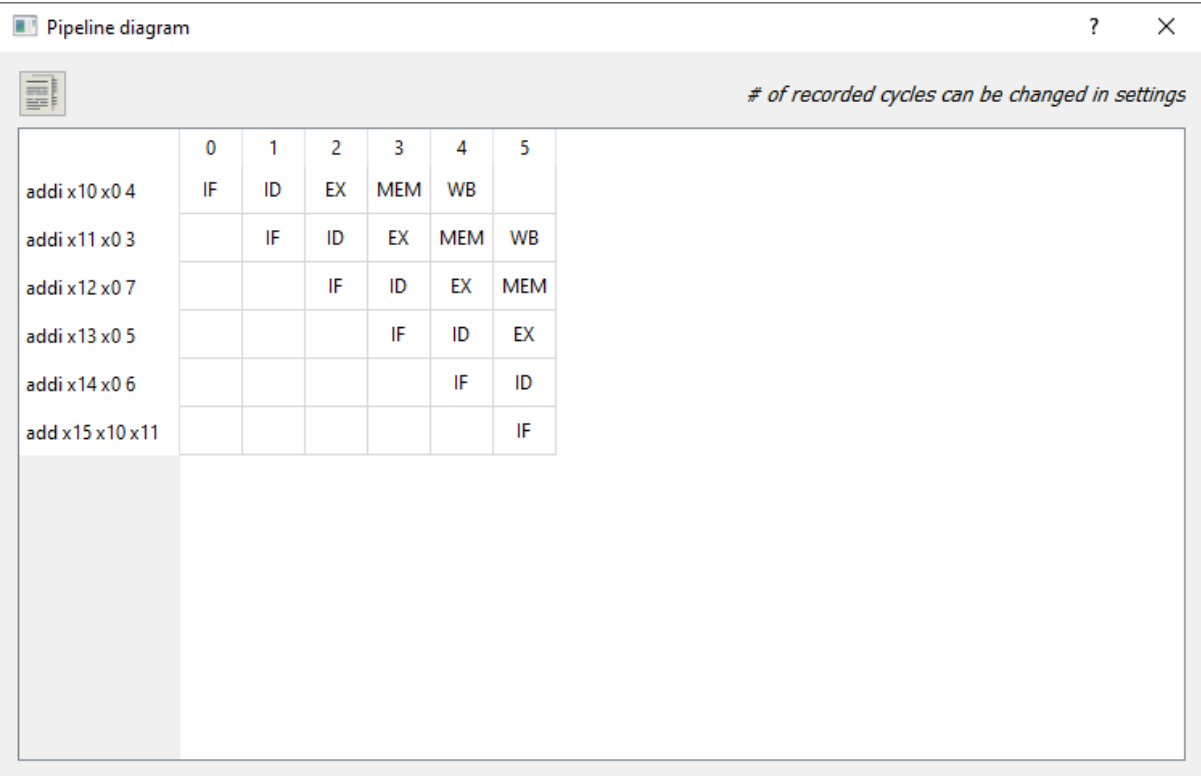 Pipeline diagram
?
# of recorded cycles can be changed in settings
0 1 2 3 4 5
addi x10 x0 4 IF ID EX MEM WB
addi x11 x0 3 IF ID EX MEM WB
addi x12 x0 7 IF ID EX MEM
addi x13 x0 5 IF ID EX
addi x14 x0 6 IF ID
add x15 x10 x11 IF